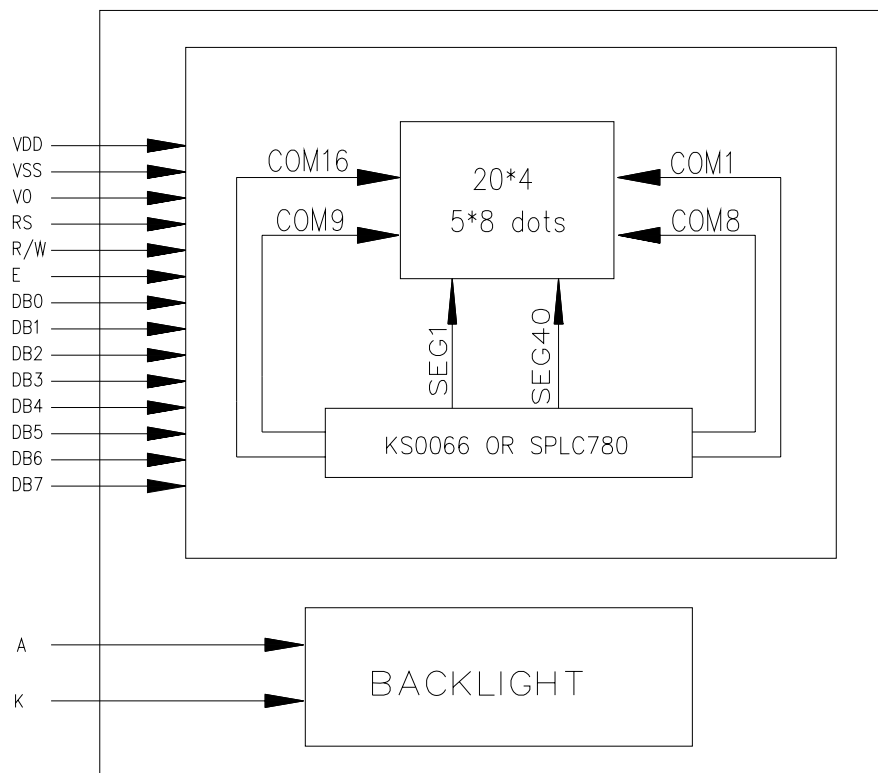 VDD
VSS
V0
RS
R/W
E
DB0
DB1
DB2
DB3
DB4
DB5
DB6
DB7
COM16
COM9
20*4
5*8 dots
COM1
COM8
SEG1
SEG40
KS0066 OR SPLC780
A
K
BACKLIGHT